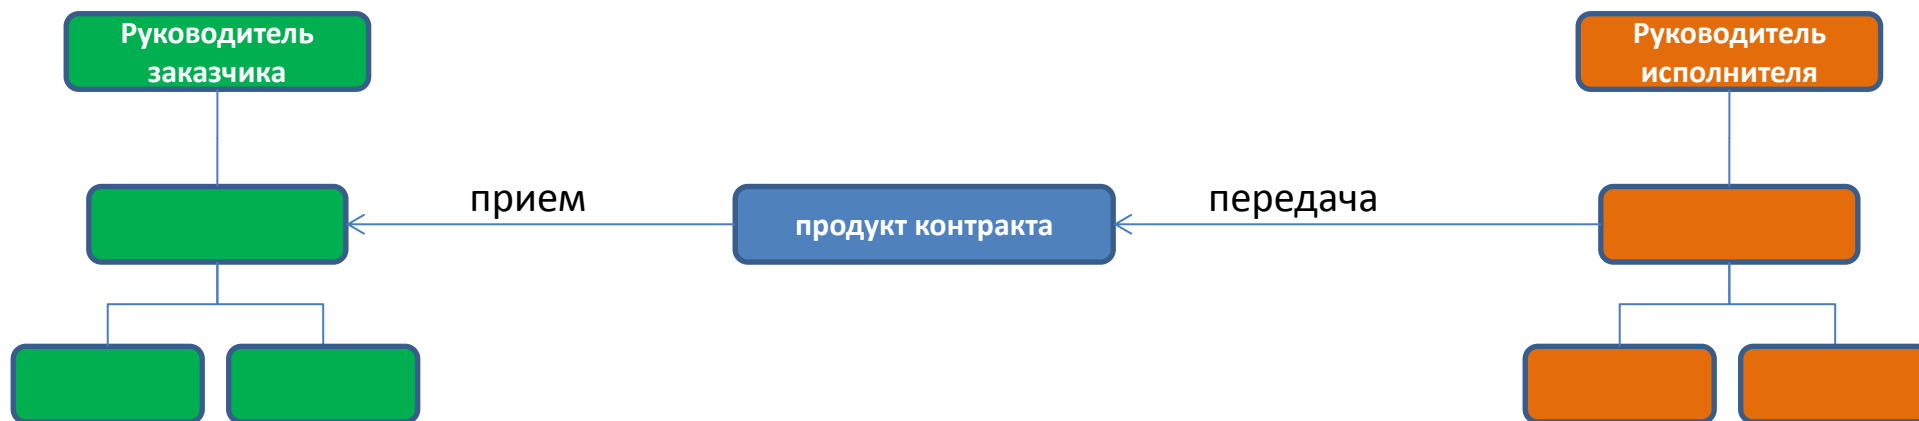 Руководитель
заказчика
Руководитель
исполнителя
прием
продукт контракта
передача